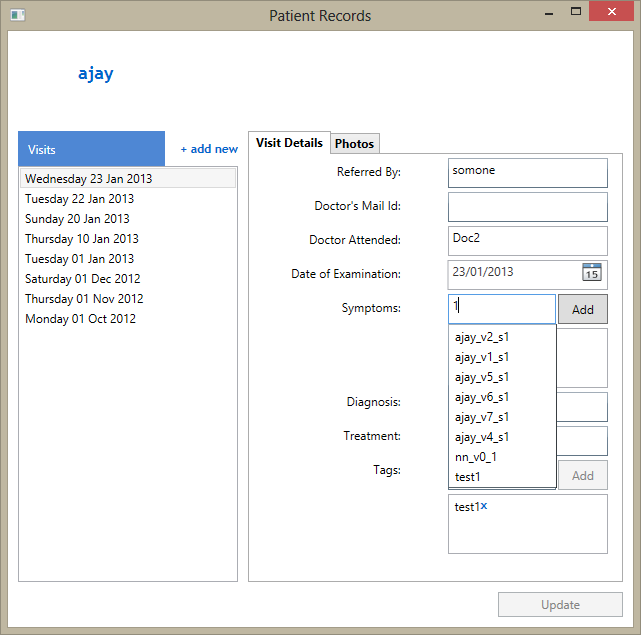 Patient Records
ajay
Visits
+ add new
Wednesday 23 Jan 2013
Tuesday 22 Jan 2013
Sunday 20 Jan 2013
Thursday 10 Jan 2013
Tuesday 01 Jan 2013
Saturday 01 Dec 2012
Thursday 01 Nov 2012
Monday 01 Oct 2012
Visit Details
Photos
Referred By:
somone
Doctor's Mail Id:
Doctor Attended:
Doc2
Date of Examination:
23/01/2013
15
Symptoms:
1
Add
ajay_v2_s1
ajay_v1_s1
ajay_v5_s1
ajay_v6_s1
ajay_v7_s1
ajay_v4_s1
nn_v0_1
test1
Diagnosis:
Treatment:
Tags:
Add
test1x
Update